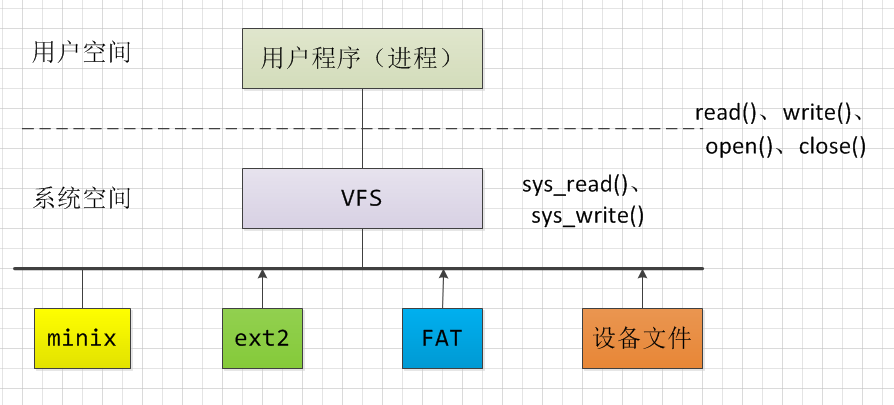 用户空间
用户程序（进程）
read()、write()、
open()、close()
系统空间
VFS
sys_read()、
sys_write()
minix
ext2
FAT
设备文件